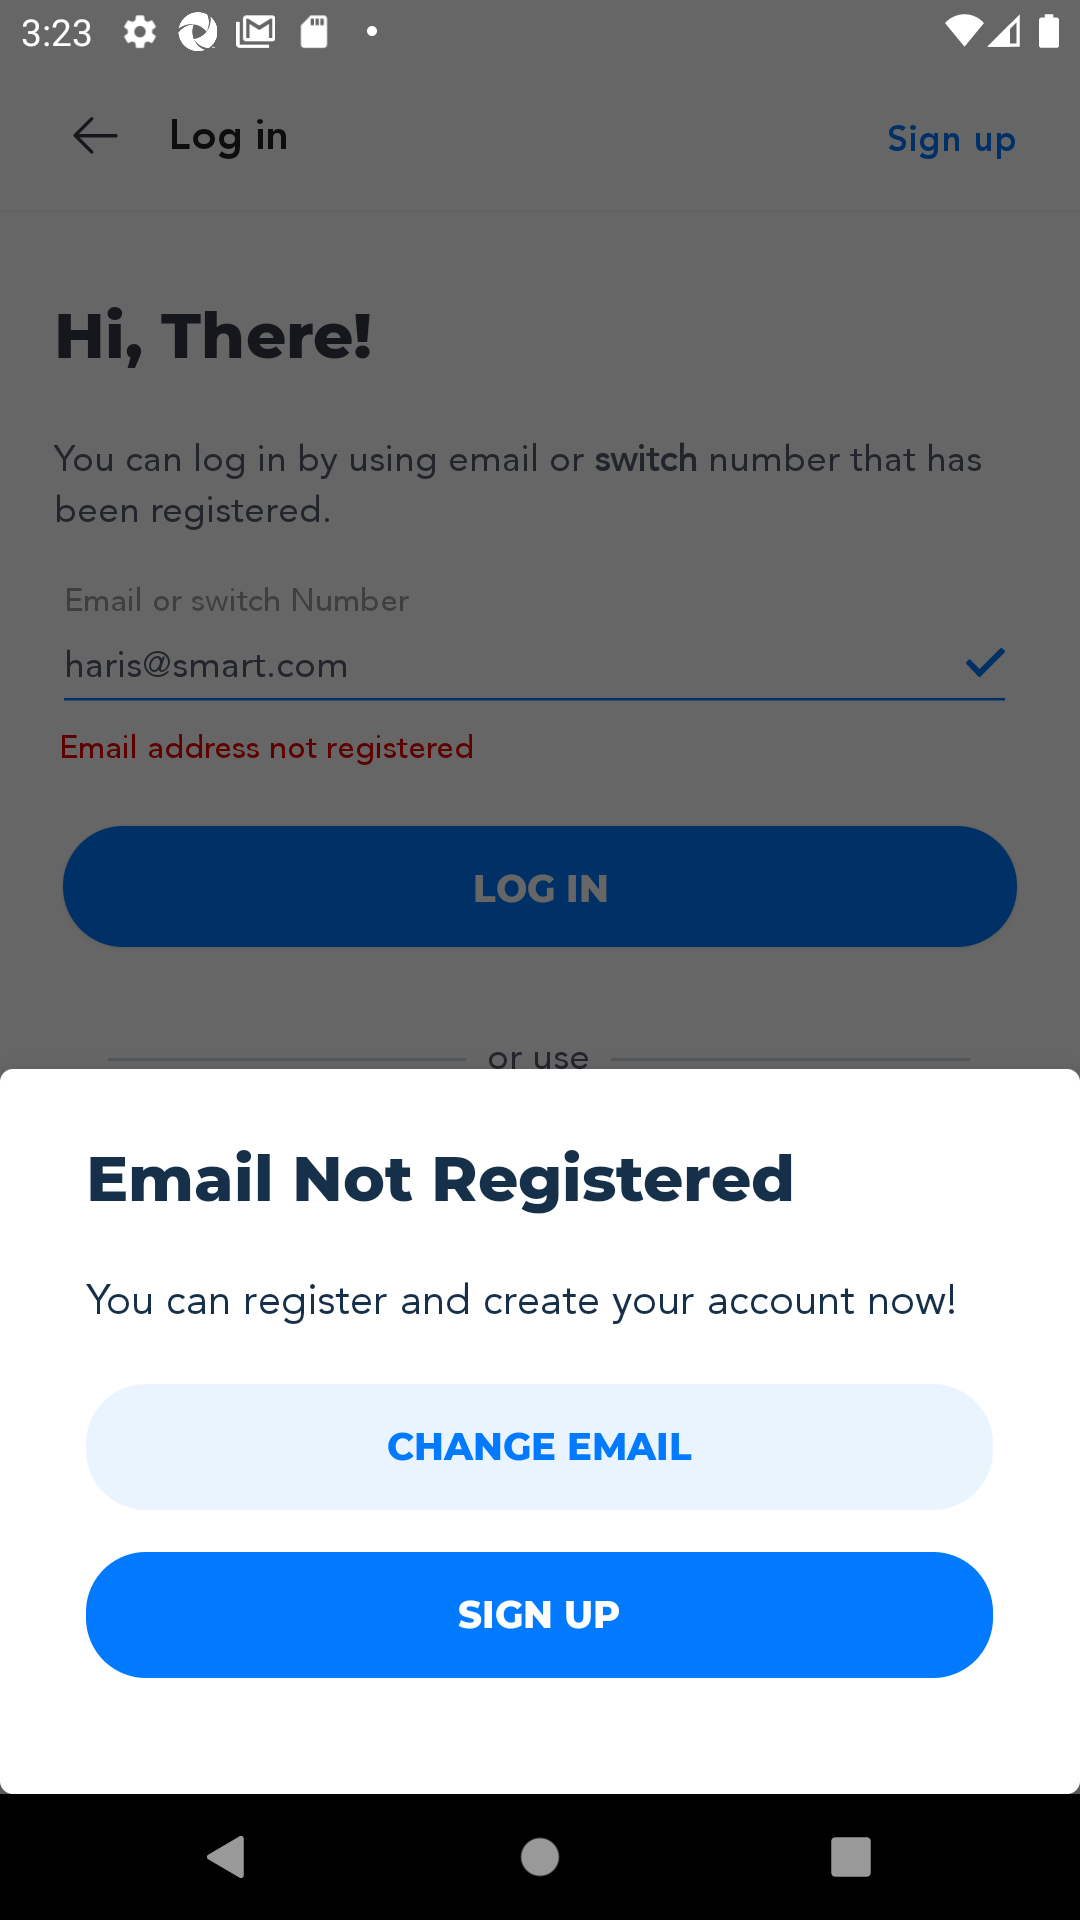 3:23
Log in
Sign up
Hi, There!
You can log in by using email or switch number that has
been registered.
Email or switch Number
haris@smart.com
Email address not registered
LOG IN
or use
Email Not Registered
You can register and create your account now!
CHANGE EMAIL
SIGN UP